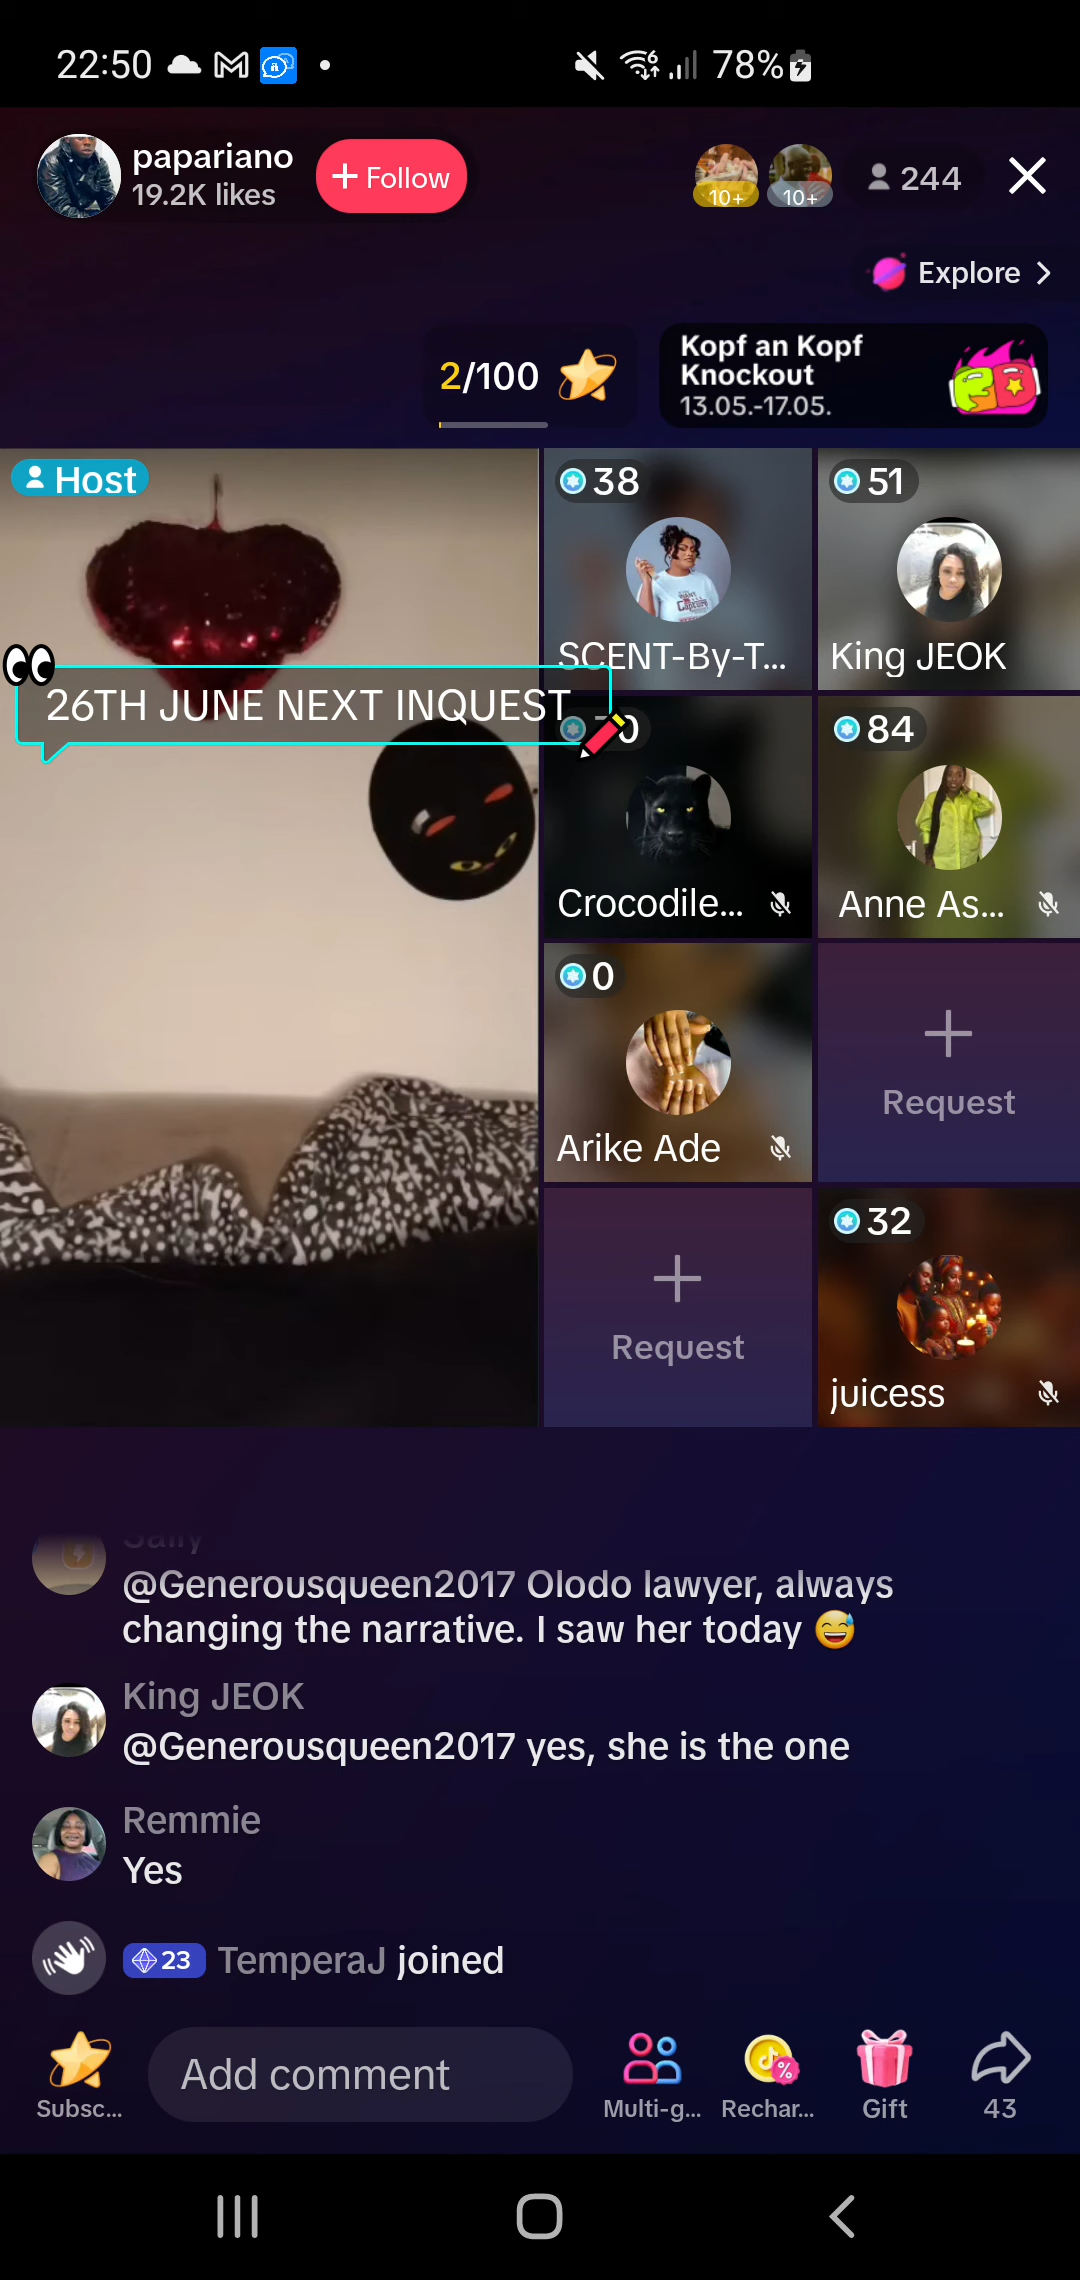 22:50
78%
papariano
19.2K likes
+ Follow
10+
10+
244
Explore
2/100
Kopf an Kopf
Knockout
13.05.-17.05.
Host
38
SCENT-By-T...
51
King JEOK
26TH JUNE NEXT INQUEST
Crocodile...
84
Anne As...
0
Arike Ade
Request
Request
32
juicess
Sally
@Generousqueen2017 Olodo lawyer, always
changing the narrative. I saw her today 😅
King JEOK
@Generousqueen2017 yes, she is the one
Remmie
Yes
23 TemperaJ joined
Subsc...
Add comment
Multi-g...
Rechar...
Gift
43